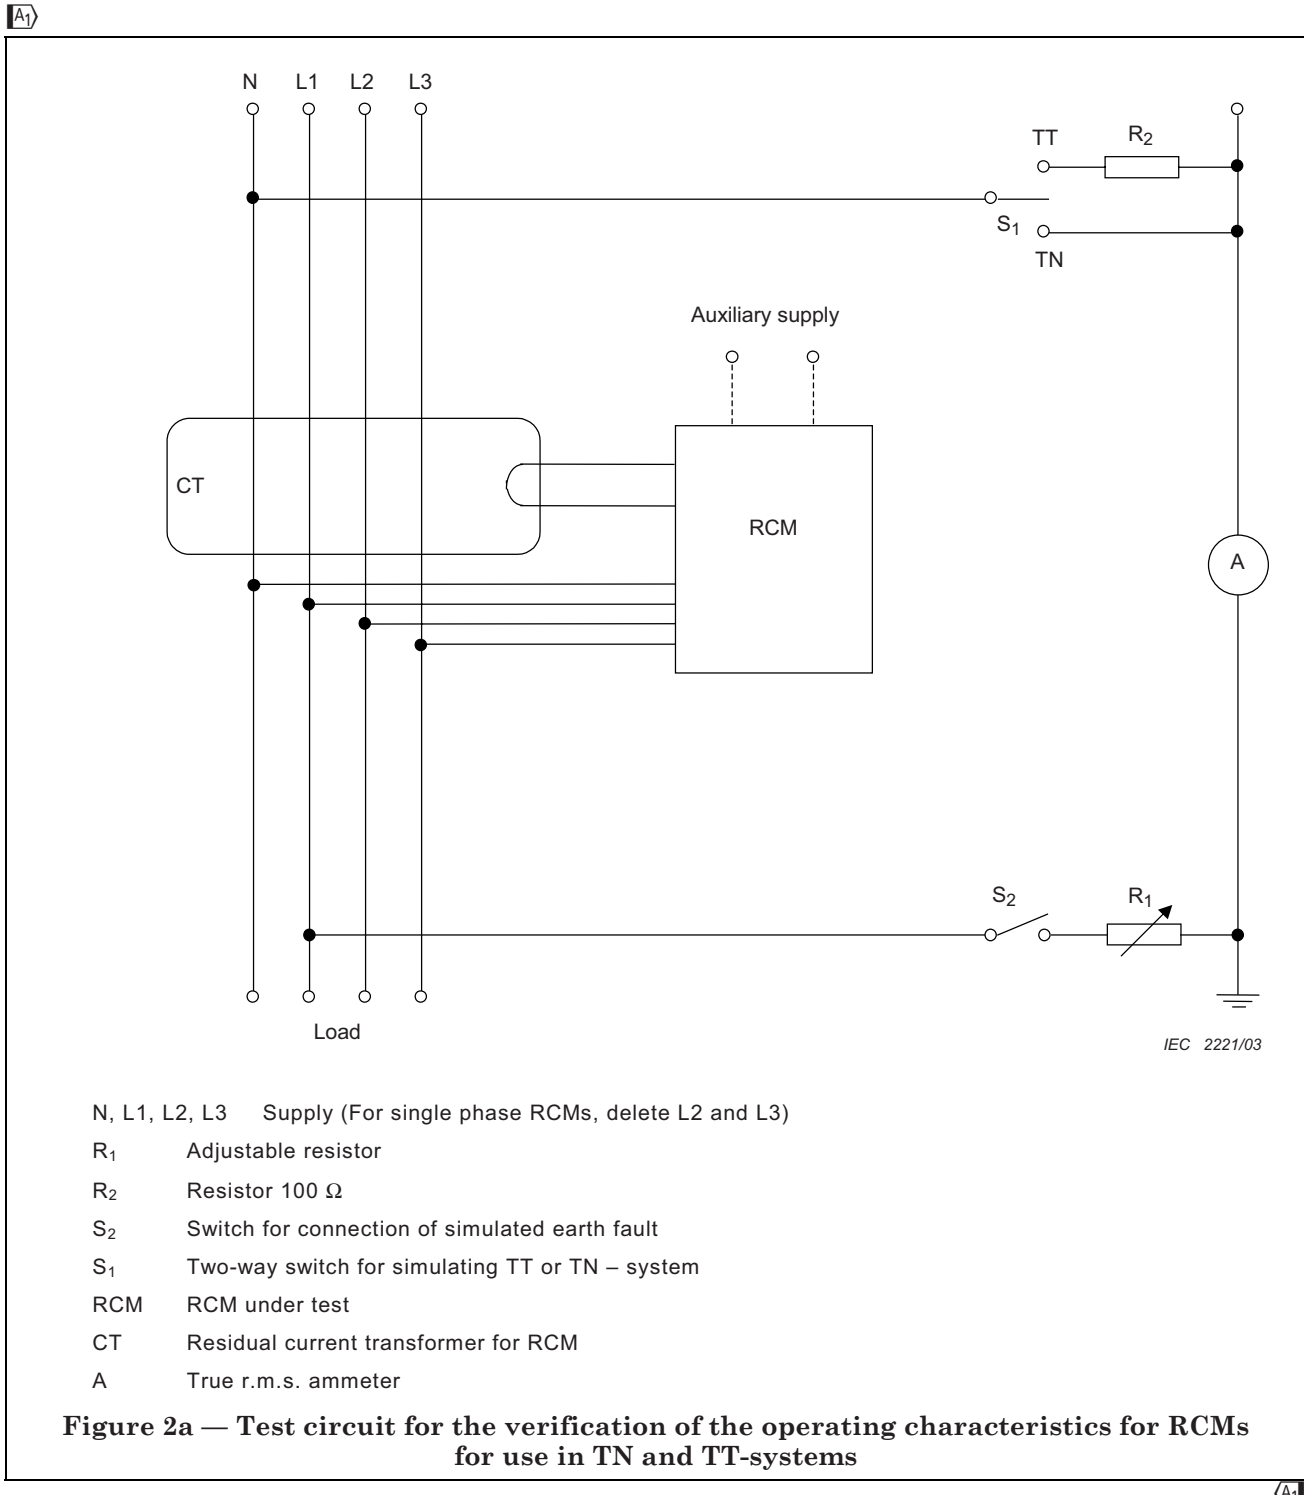 A1
N L1 L2 L3
TT R2
S1
TN
Auxiliary supply
CT
RCM
A
S2 R1
Load
IEC 2221/03
N, L1, L2, L3 Supply (For single phase RCMs, delete L2 and L3)
R1 Adjustable resistor
R2 Resistor 100 Ω
S2 Switch for connection of simulated earth fault
S1 Two-way switch for simulating TT or TN – system
RCM RCM under test
CT Residual current transformer for RCM
A True r.m.s. ammeter
Figure 2a — Test circuit for the verification of the operating characteristics for RCMs
for use in TN and TT-systems
A1